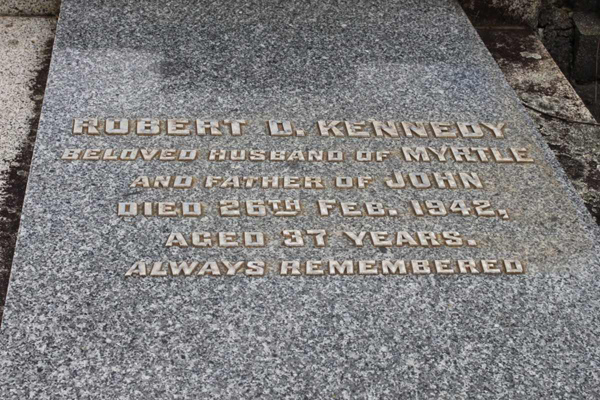 ROBERT D. KENNEDY
BELOVED HUSBAND OF MYRTLE
AND FATHER OF JOHN
DIED 26TH FEB. 1942,
AGED 37 YEARS.
ALWAYS REMEMBERED